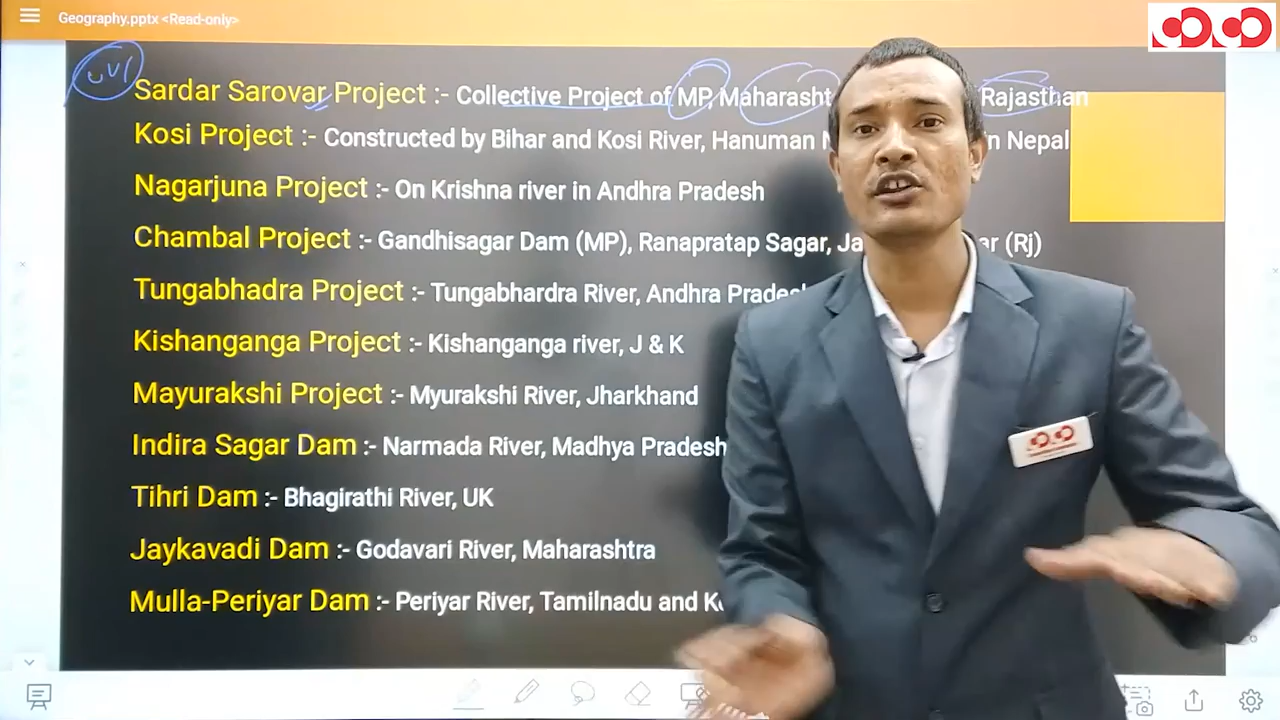 Geography.pptx <Read-only>
Sardar Sarovar Project :- Collective Project of MP, Maharasht Rajasthan
Kosi Project :- Constructed by Bihar and Kosi River, Hanuman Nepal
Nagarjuna Project :- On Krishna river in Andhra Pradesh
Chambal Project :- Gandhisagar Dam (MP), Ranapratap Sagar, (Rj)
Tungabhadra Project :- Tungabhardra River, Andhra
Kishanganga Project :- Kishanganga river, J & K
Mayurakshi Project :- Myurakshi River, Jharkhand
Indira Sagar Dam :- Narmada River, Madhya Pradesh
Tihri Dam :- Bhagirathi River, UK
Jaykavadi Dam :- Godavari River, Maharashtra
Mulla-Periyar Dam :- Periyar River, Tamilnadu and